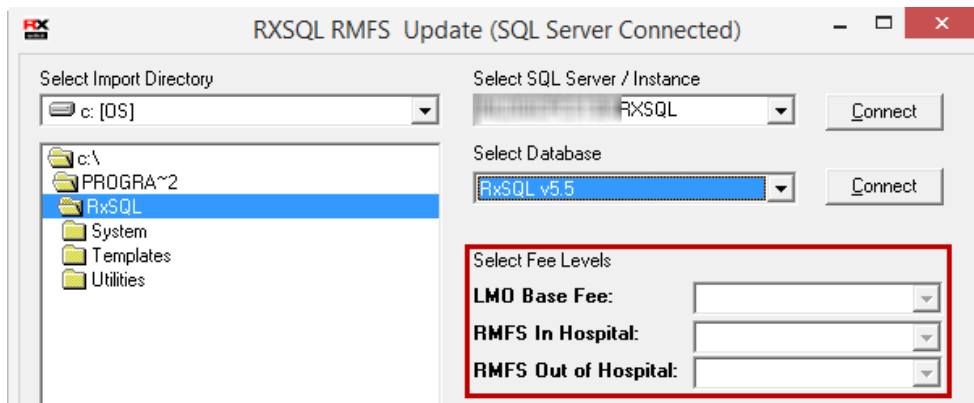 RX
RXSQL RMFS Update (SQL Server Connected)
Select Import Directory
c: [OS]
c:\
PROGRA~2
RxSQL
System
Templates
Utilities
Select SQL Server / Instance
RXSQL
Connect
Select Database
RxSQL v5.5
Connect
Select Fee Levels
LMO Base Fee:
RMFS In Hospital:
RMFS Out of Hospital: